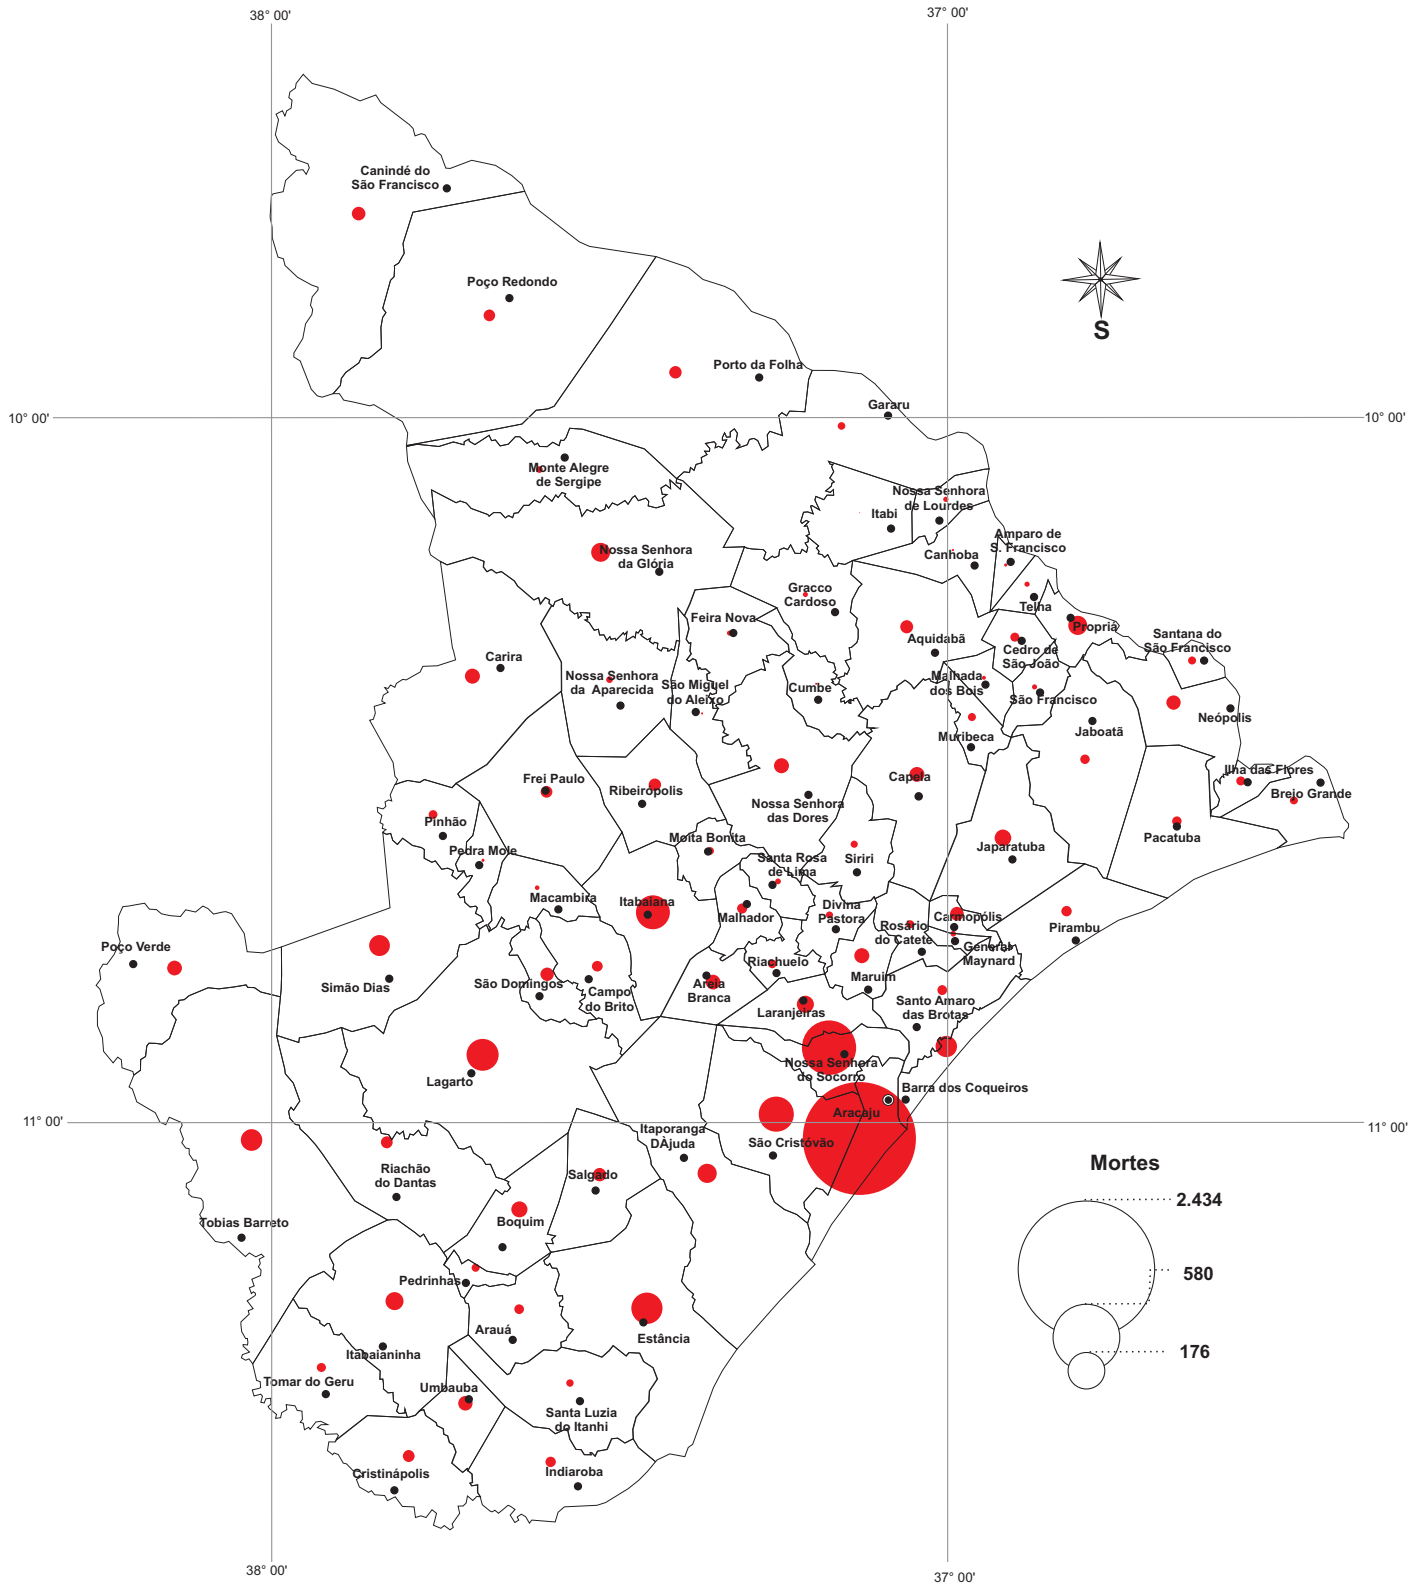 38° 00'
37° 00'
Canindé do
São Francisco
Poço Redondo
S
Porto da Folha
Gararu
10° 00'
10° 00'
Monte Alegre
de Sergipe
Nossa Senhora
de Lourdes
Itabi
Amparo de
S. Francisco
Canhoba
Nossa Senhora
da Glória
Gracco
Cardoso
Telha
Feira Nova
Propriá
Aquidabã
Cedro de
São João
Santana do
São Francisco
Carira
Nossa Senhora
da Aparecida
São Miguel
do Aleixo
Cumbe
Malhada
dos Bois
São Francisco
Neópolis
Muribeca
Jaboatã
Frei Paulo
Ribeirópolis
Capela
Ilha das Flores
Brejo Grande
Nossa Senhora
das Dores
Pinhão
Moita Bonita
Pacatuba
Pedra Mole
Santa Rosa
de Lima
Siriri
Japaratuba
Macambira
Itabaiana
Malhador
Divina
Pastora
Carmopólis
Rosário
do Catete
Pirambu
General
Maynard
Poço Verde
Simão Dias
São Domingos
Campo
do Brito
Areia
Branca
Riachuelo
Maruim
Laranjeiras
Santo Amaro
das Brotas
Nossa Senhora
do Socorro
Lagarto
Barra dos Coqueiros
Aracaju
11° 00'
11° 00'
Itaporanga
DÀjuda
São Cristóvão
Riachão
do Dantas
Salgado
Mortes
2.434
Tobias Barreto
Boquim
580
Pedrinhas
Arauá
Estância
176
Itabaianinha
Tomar do Geru
Umbauba
Santa Luzia
do Itanhi
Cristinápolis
Indiaroba
38° 00'
37° 00'